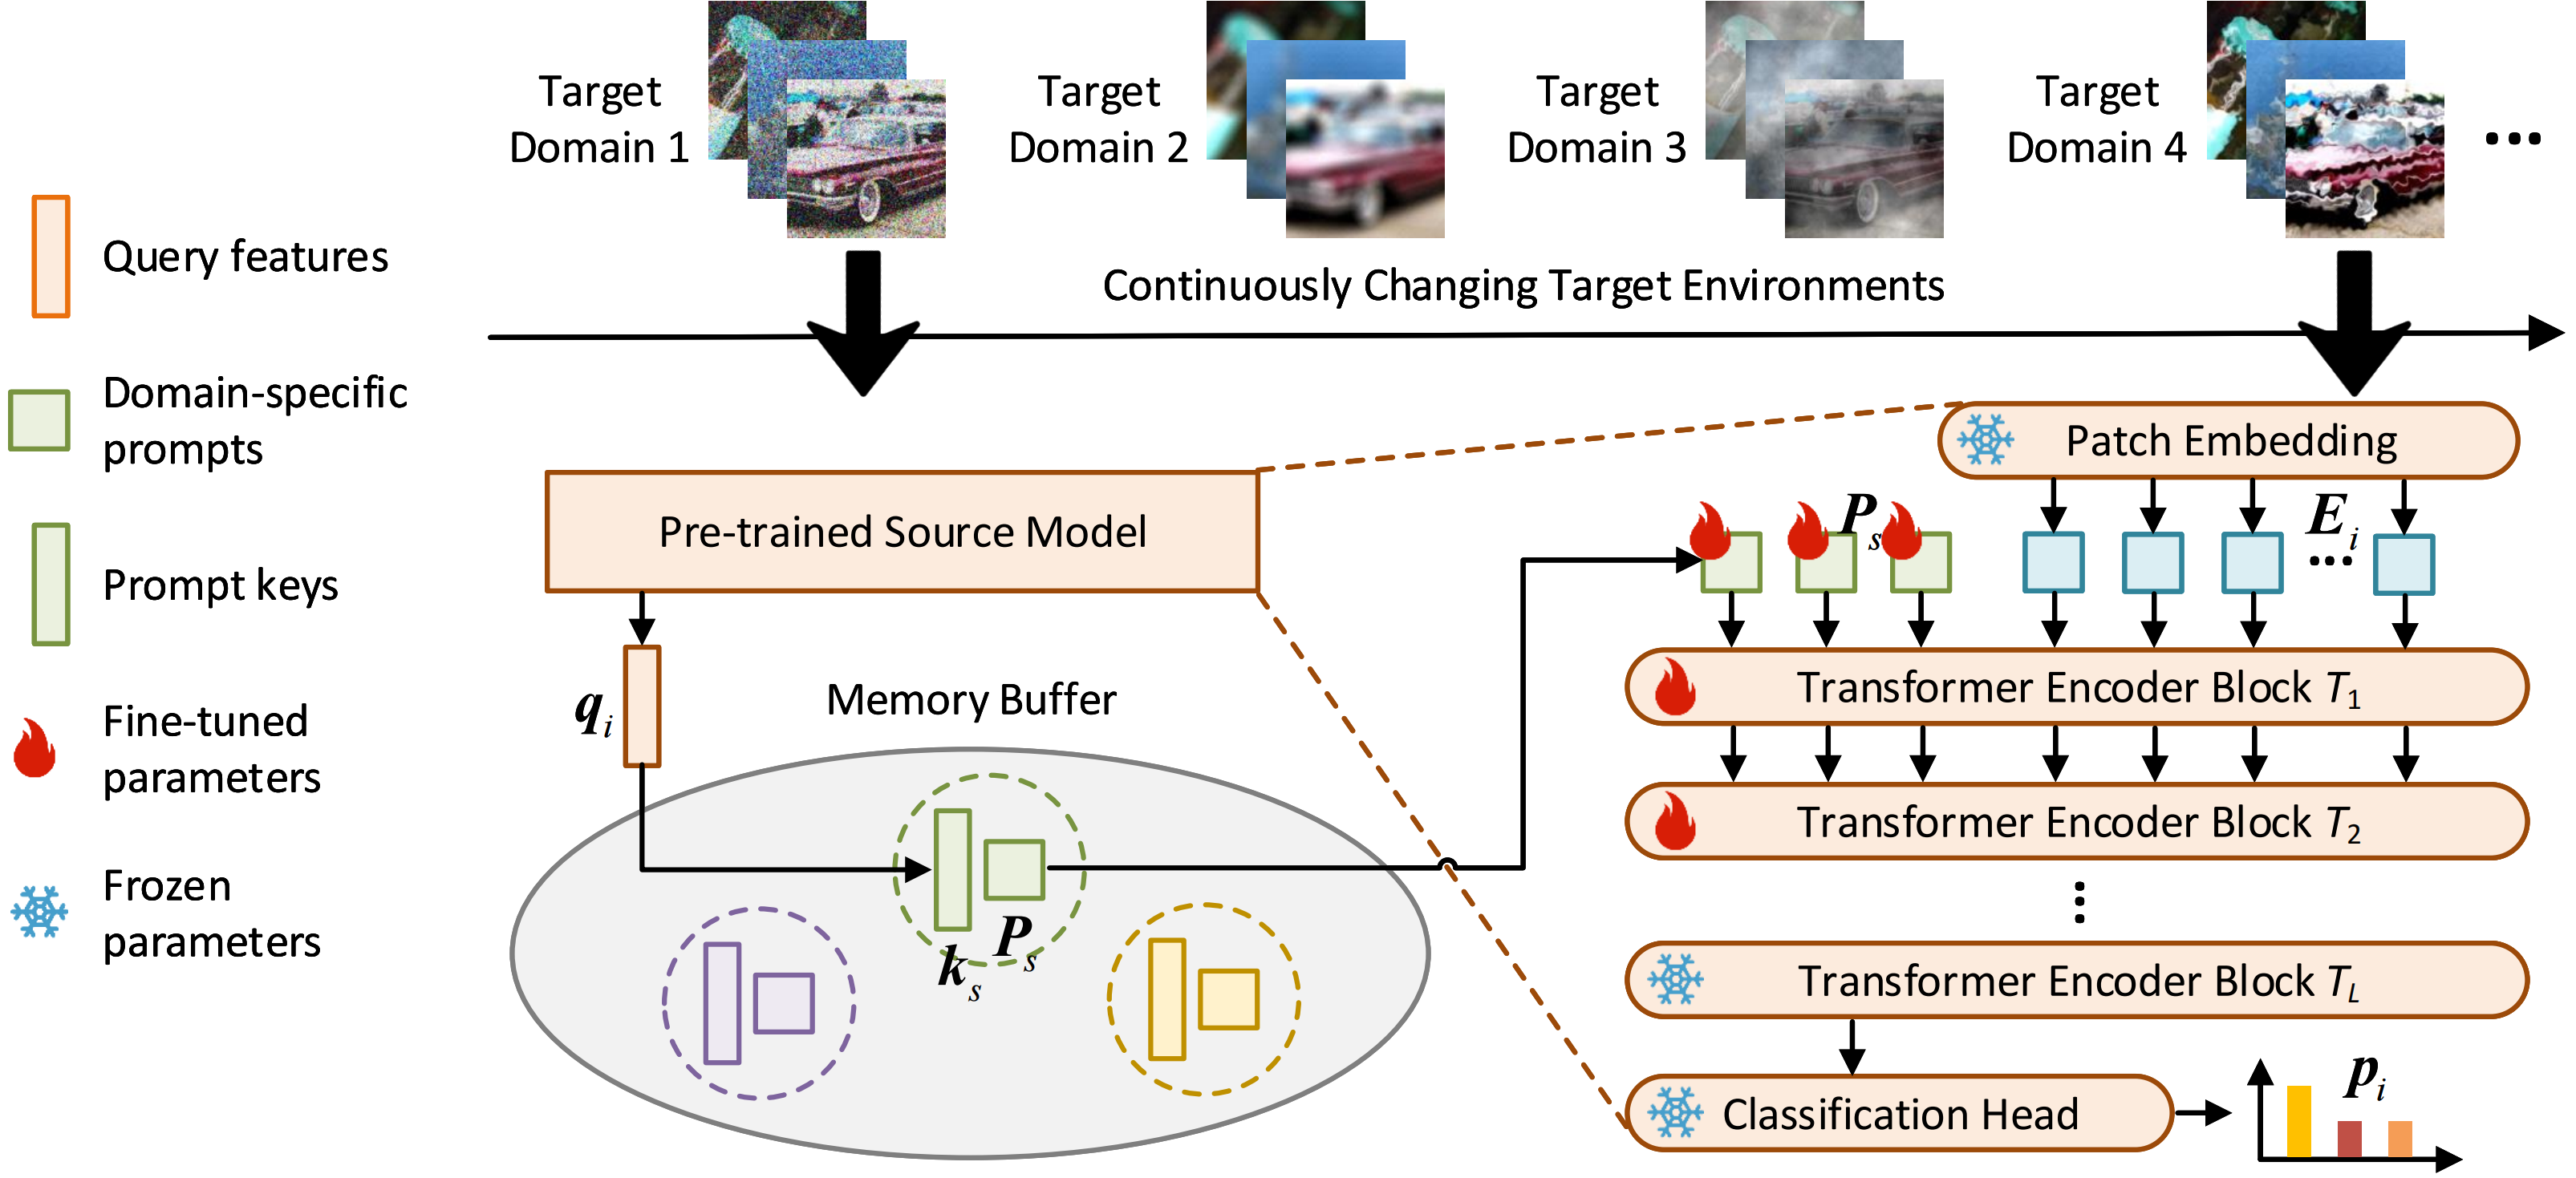 Target
Domain 1
Target
Domain 2
Target
Domain 3
Target
Domain 4
...
Continuously Changing Target Environments
Query features
Domain-specific
prompts
Prompt keys
Fine-tuned
parameters
Frozen
parameters
Pre-trained Source Model
q_i
Memory Buffer
k_s
P_s
Patch Embedding
P_s
E_i
...
Transformer Encoder Block T_1
Transformer Encoder Block T_2
...
Transformer Encoder Block T_L
Classification Head
p_i